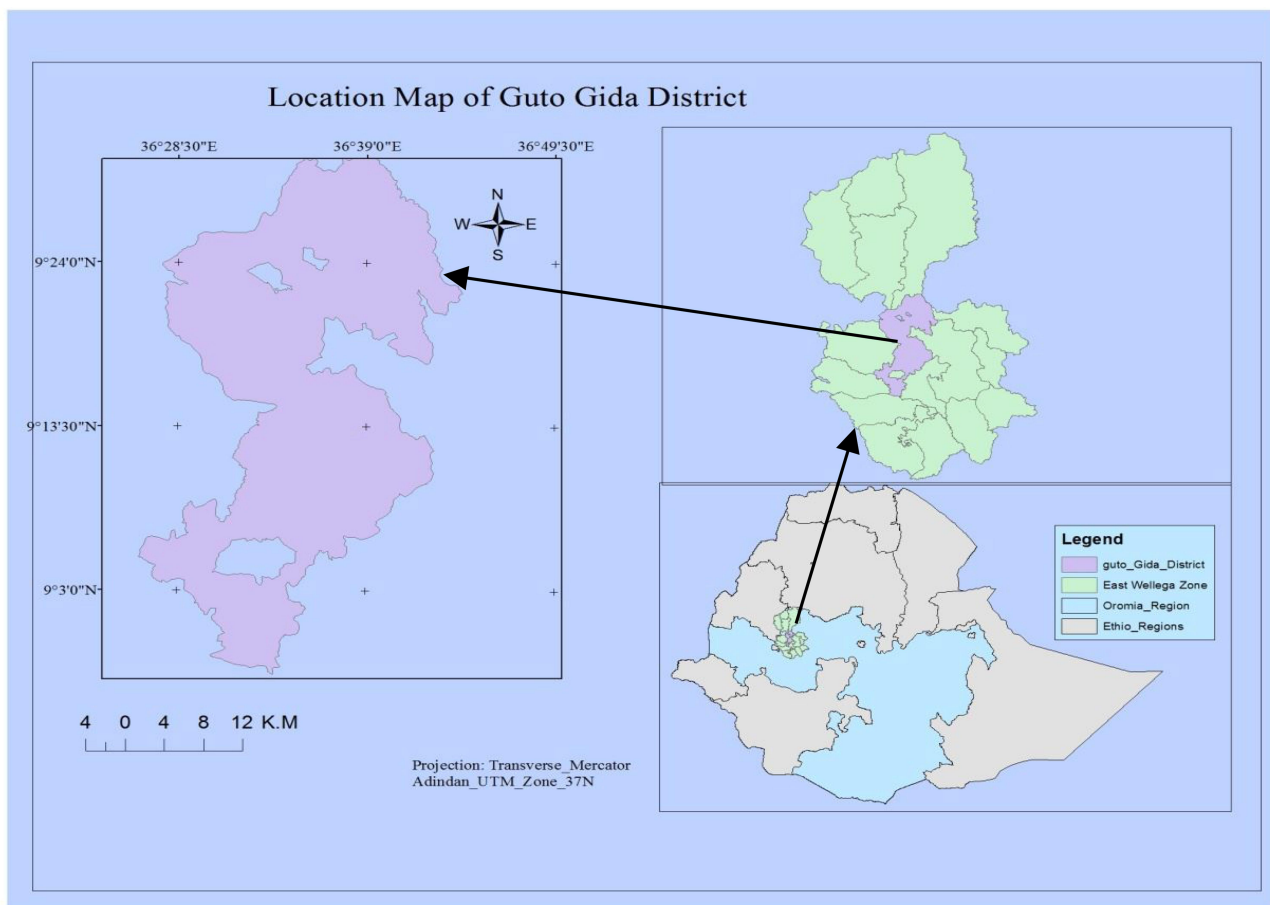 Location Map of Guto Gida District
36°28'30"E 36°39'0"E 36°49'30"E
N
W E
S
9°24'0"N
9°13'30"N
9°3'0"N
4 0 4 8 12 K.M
Projection: Transverse_Mercator
Adindan_UTM_Zone_37N
Legend
guto_Gida_District
East Wellega Zone
Oromia_Region
Ethio_Regions